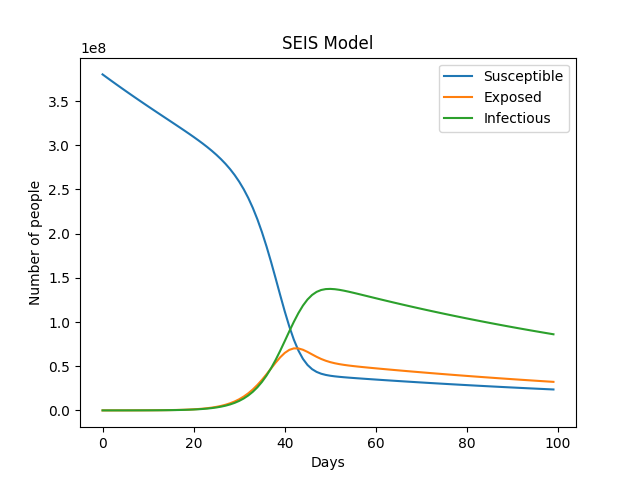 SEIS Model
1e8
Susceptible
Exposed
Infectious
3.5
3.0
2.5
2.0
1.5
1.0
0.5
0.0
Number of people
0 20 40 60 80 100
Days